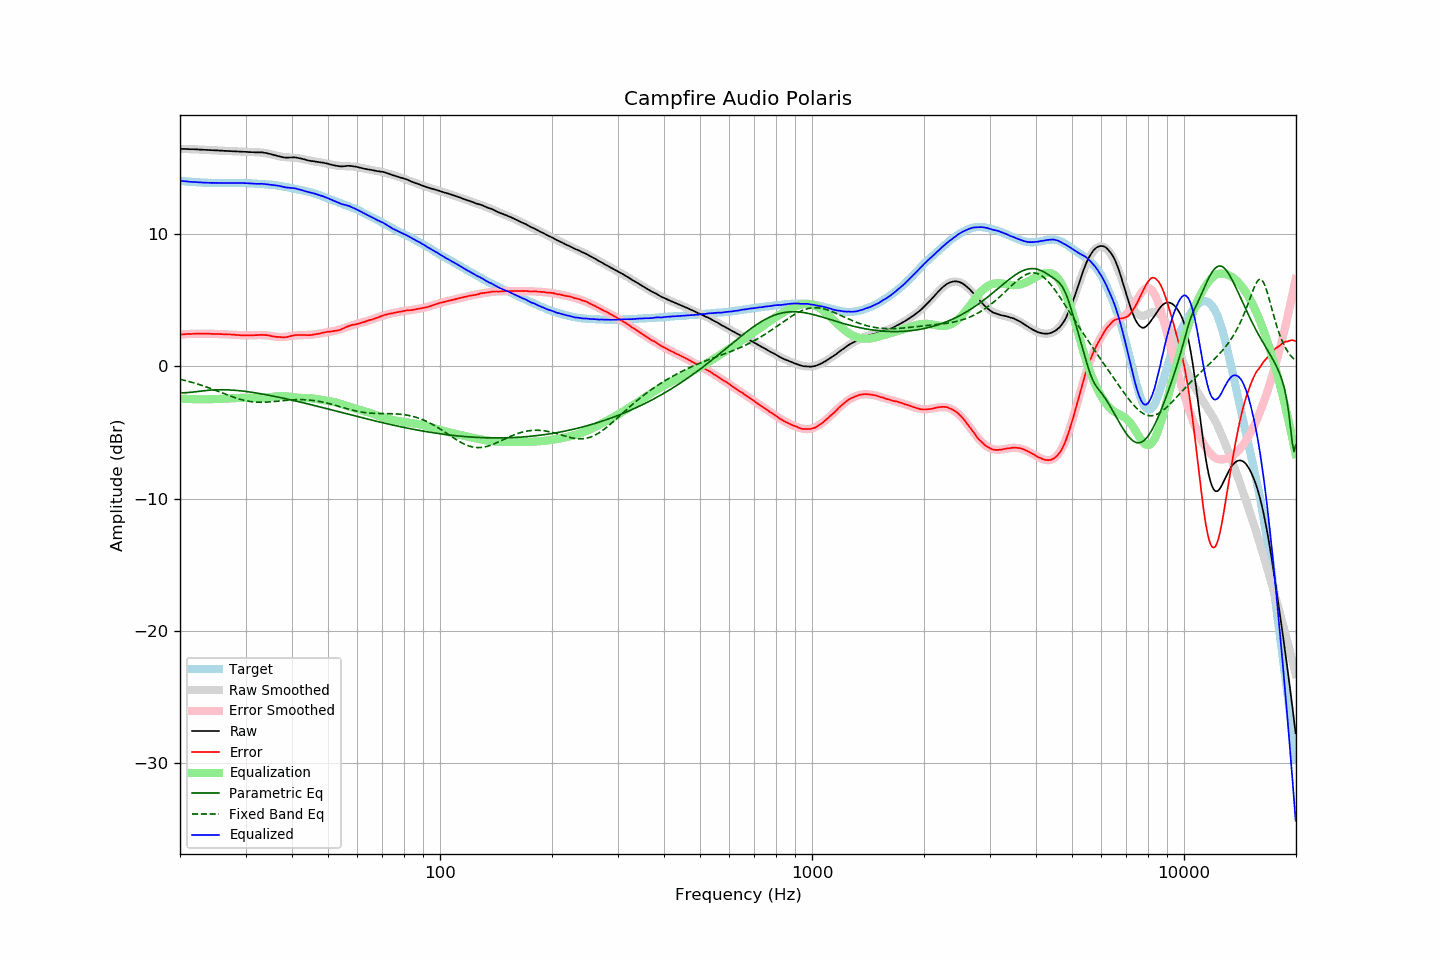 Campfire Audio Polaris
Amplitude (dBr)
10
0
−10
−20
−30
Target
Raw Smoothed
Error Smoothed
Raw
Error
Equalization
Parametric Eq
Fixed Band Eq
Equalized
100
1000
10000
Frequency (Hz)